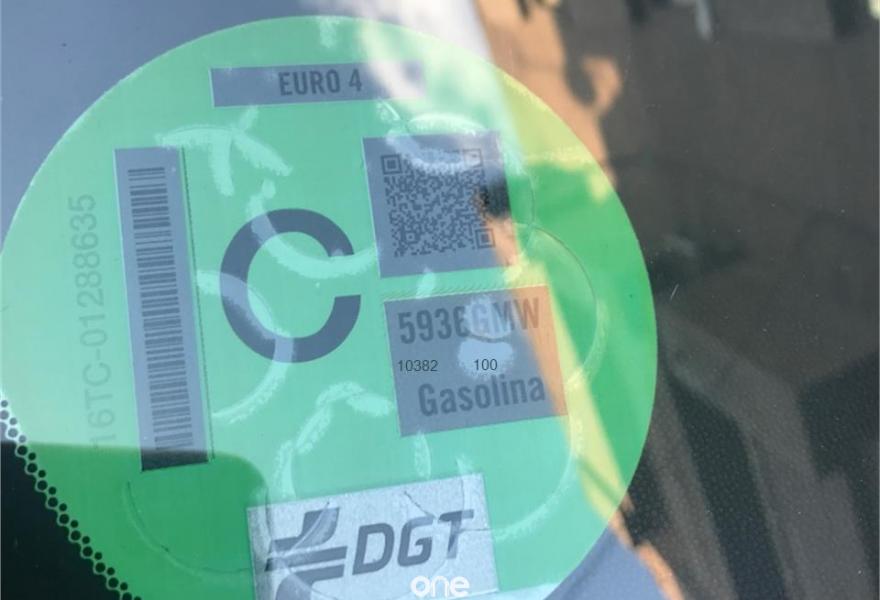 EURO 4
16TC-01288635
C
5936GMW
10382 100
Gasolina
DGT
one